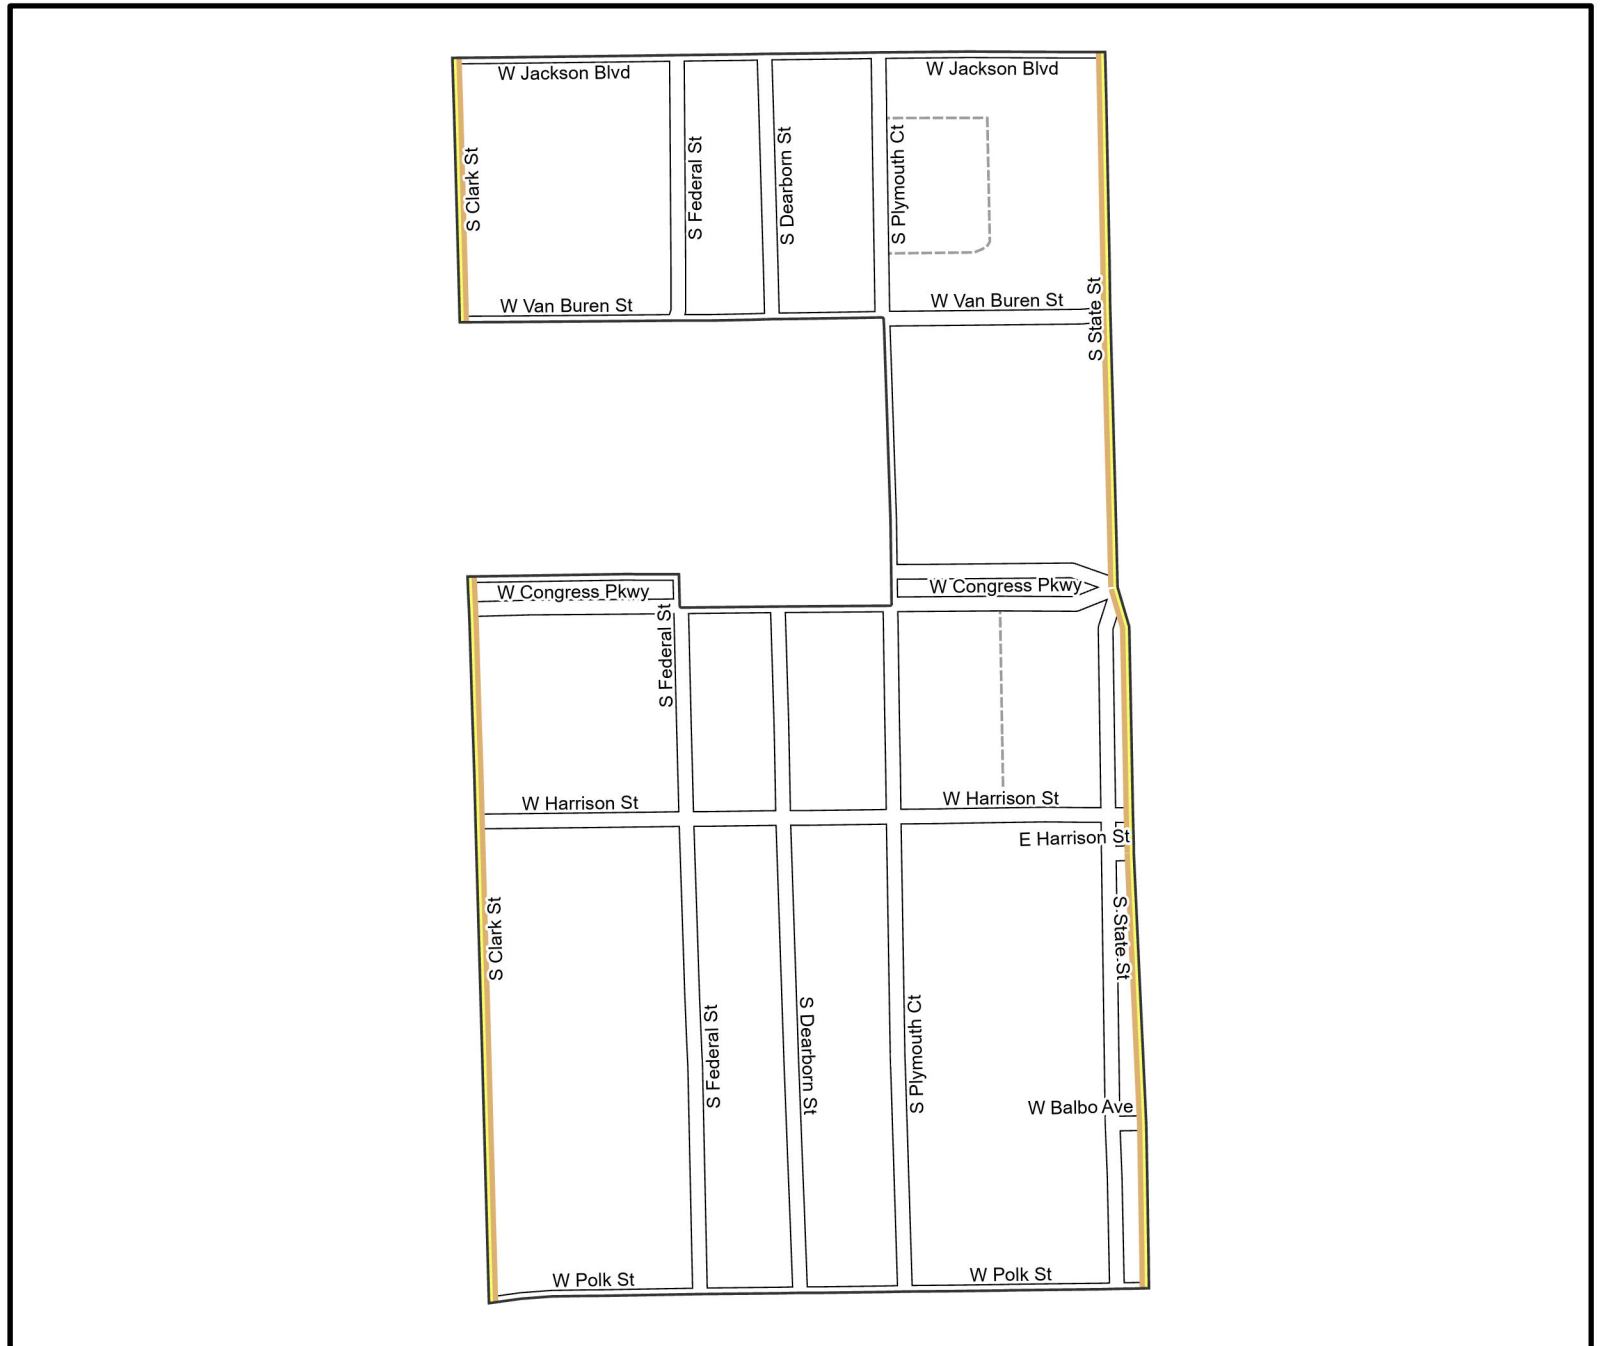 W Jackson Blvd
W Jackson Blvd
S Clark St
S Federal St
S Dearborn St
S Plymouth Ct
W Van Buren St
W Van Buren St
S State St
W Congress Pkwy
W Congress Pkwy
S Federal St
W Harrison St
W Harrison St
E Harrison St
S Clark St
S State St
S Federal St
S Dearborn St
S Plymouth Ct
W Balbo Ave
W Polk St
W Polk St